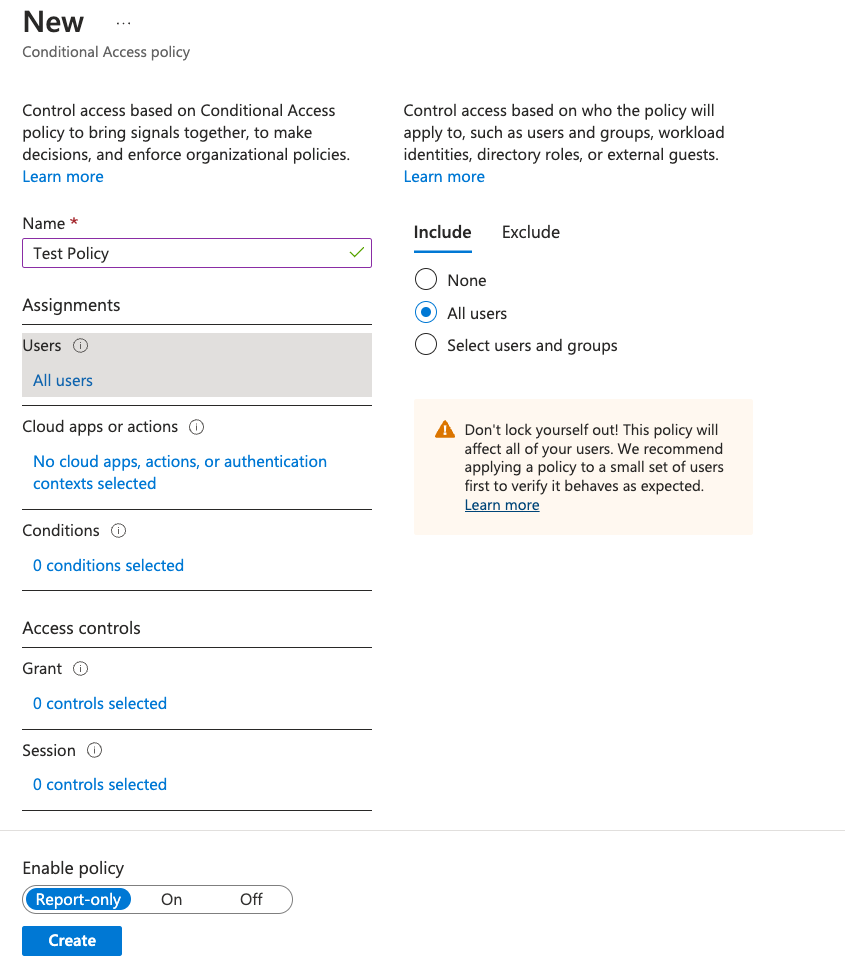 New ...
Conditional Access policy
Control access based on Conditional Access
policy to bring signals together, to make
decisions, and enforce organizational policies.
Learn more
Name *
Test Policy
Assignments
Users
All users
Cloud apps or actions
No cloud apps, actions, or authentication
contexts selected
Conditions
0 conditions selected
Access controls
Grant
0 controls selected
Session
0 controls selected
Control access based on who the policy will
apply to, such as users and groups, workload
identities, directory roles, or external guests.
Learn more
Include Exclude
None
All users
Select users and groups
Don't lock yourself out! This policy will
affect all of your users. We recommend
applying a policy to a small set of users
first to verify it behaves as expected.
Learn more
Enable policy
Report-only On Off
Create